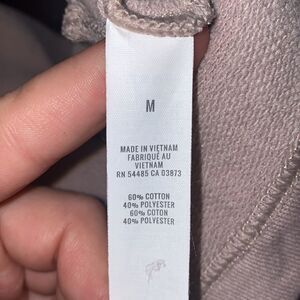 M
MADE IN VIETNAM
FABRIQUÉ AU
VIETNAM
RN 54485 CA 03873
60% COTTON
40% POLYESTER
60% COTON
40% POLYESTER